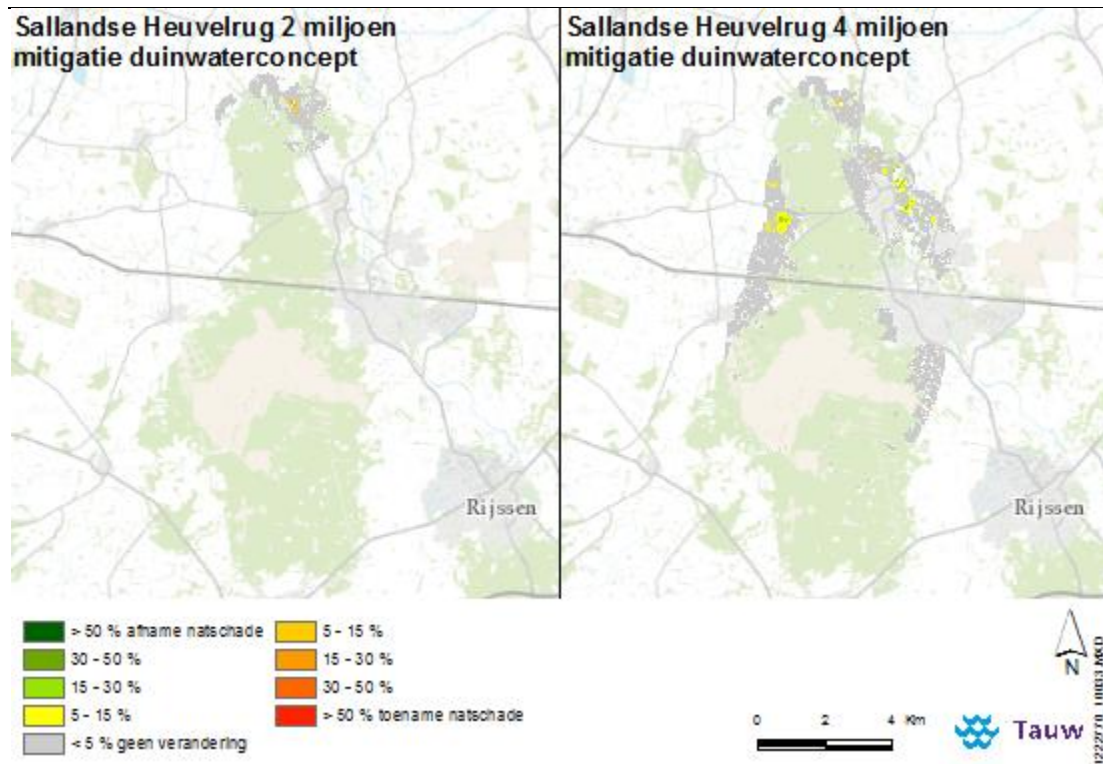 Sallandse Heuvelrug 2 miljoen
mitigatie duinwaterconcept
Sallandse Heuvelrug 4 miljoen
mitigatie duinwaterconcept
Rijssen
Rijssen
> 50 % afname natschade
30 - 50 %
15 - 30 %
5 - 15 %
< 5 % geen verandering
5 - 15 %
15 - 30 %
30 - 50 %
> 50 % toename natschade
0 2 4 Km
N
Tauw